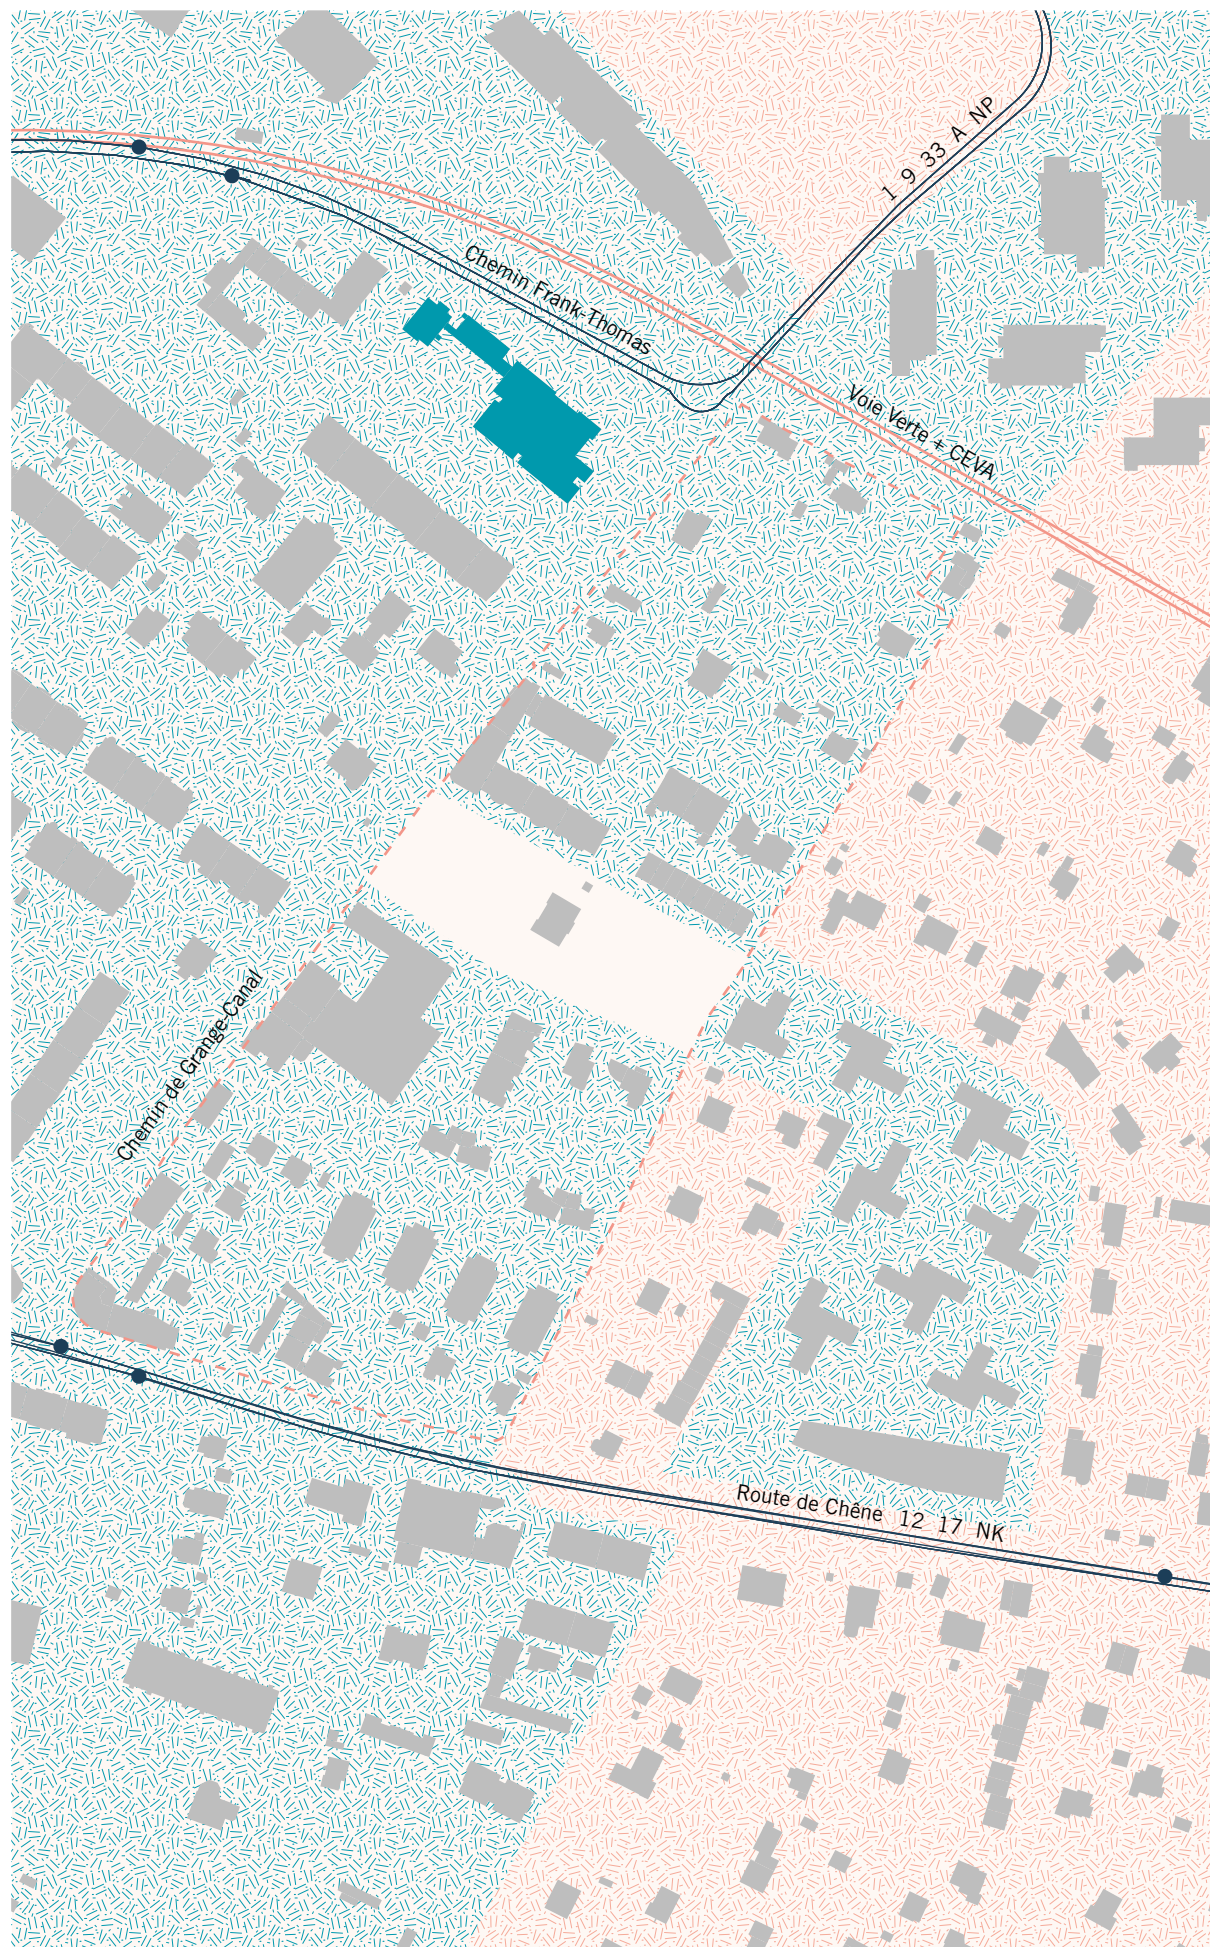 1 9 33 A NP
Chemin Frank-Thomas
Voie Verte + CEVA
Chemin de Grange-Canal
Route de Chêne 12 17 NK